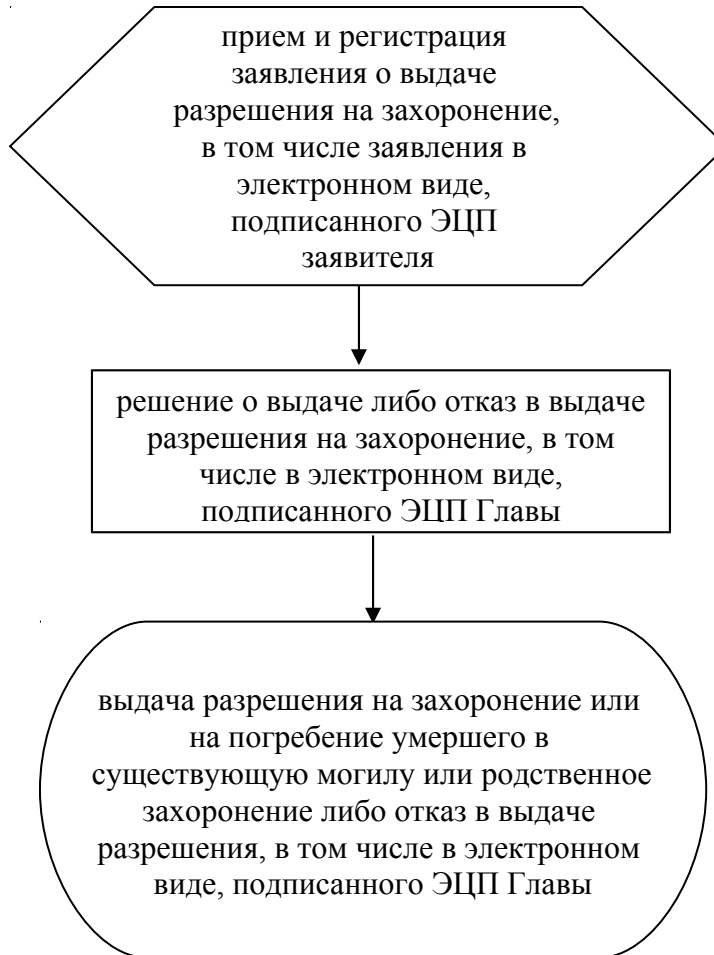 прием и регистрация
заявления о выдаче
разрешения на захоронение,
в том числе заявления в
электронном виде,
подписанного ЭЦП
заявителя
решение о выдаче либо отказ в выдаче
разрешения на захоронение, в том
числе в электронном виде,
подписанного ЭЦП Главы
выдача разрешения на захоронение или
на погребение умершего в
существующую могилу или родственное
захоронение либо отказ в выдаче
разрешения, в том числе в электронном
виде, подписанного ЭЦП Главы